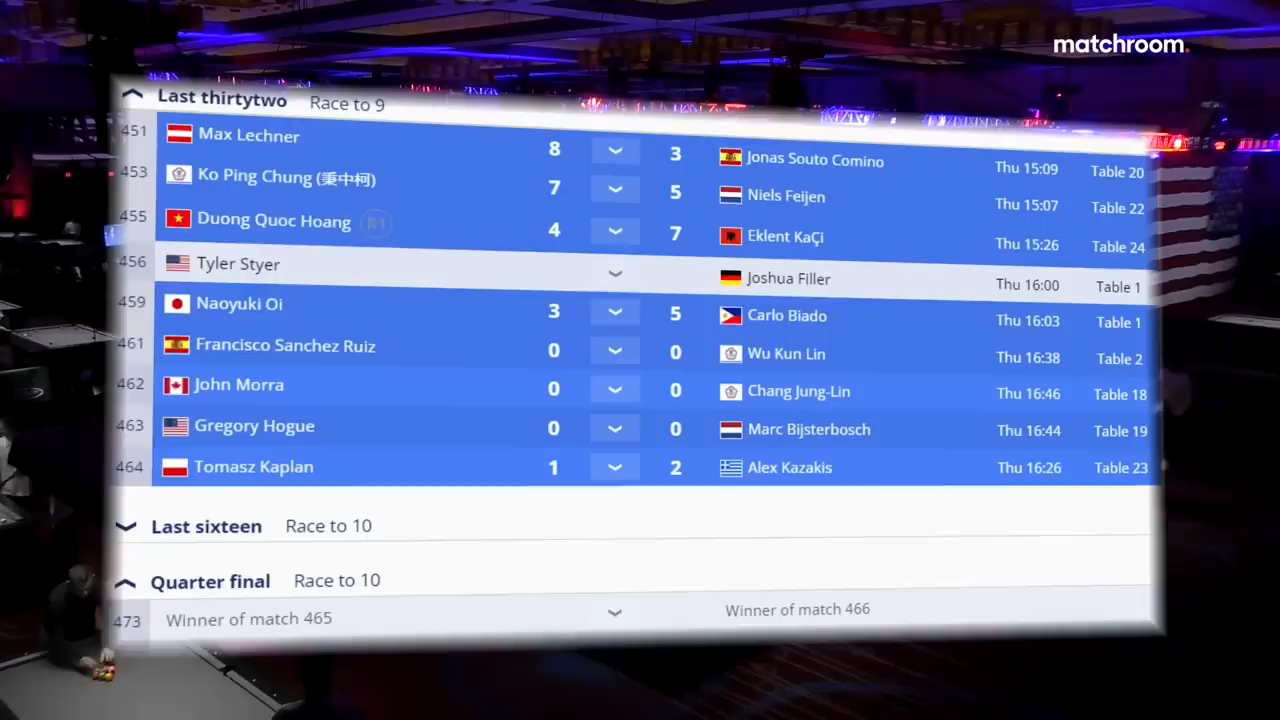 matchroom.
Last thirtytwo Race to 9
451 Max Lechner 8 3 Jonas Souto Comino Thu 15:09 Table 20
453 Ko Ping Chung (秉中柯) 7 5 Niels Feijen Thu 15:07 Table 22
455 Duong Quoc Hoang R1 4 7 Eklent KaÇi Thu 15:26 Table 24
456 Tyler Styer Joshua Filler Thu 16:00 Table 1
459 Naoyuki Oi 3 5 Carlo Biado Thu 16:03 Table 1
461 Francisco Sanchez Ruiz 0 0 Wu Kun Lin Thu 16:38 Table 2
462 John Morra 0 0 Chang Jung-Lin Thu 16:46 Table 18
463 Gregory Hogue 0 0 Marc Bijsterbosch Thu 16:44 Table 19
464 Tomasz Kaplan 1 2 Alex Kazakis Thu 16:26 Table 23
Last sixteen Race to 10
Quarter final Race to 10
473 Winner of match 465 Winner of match 466